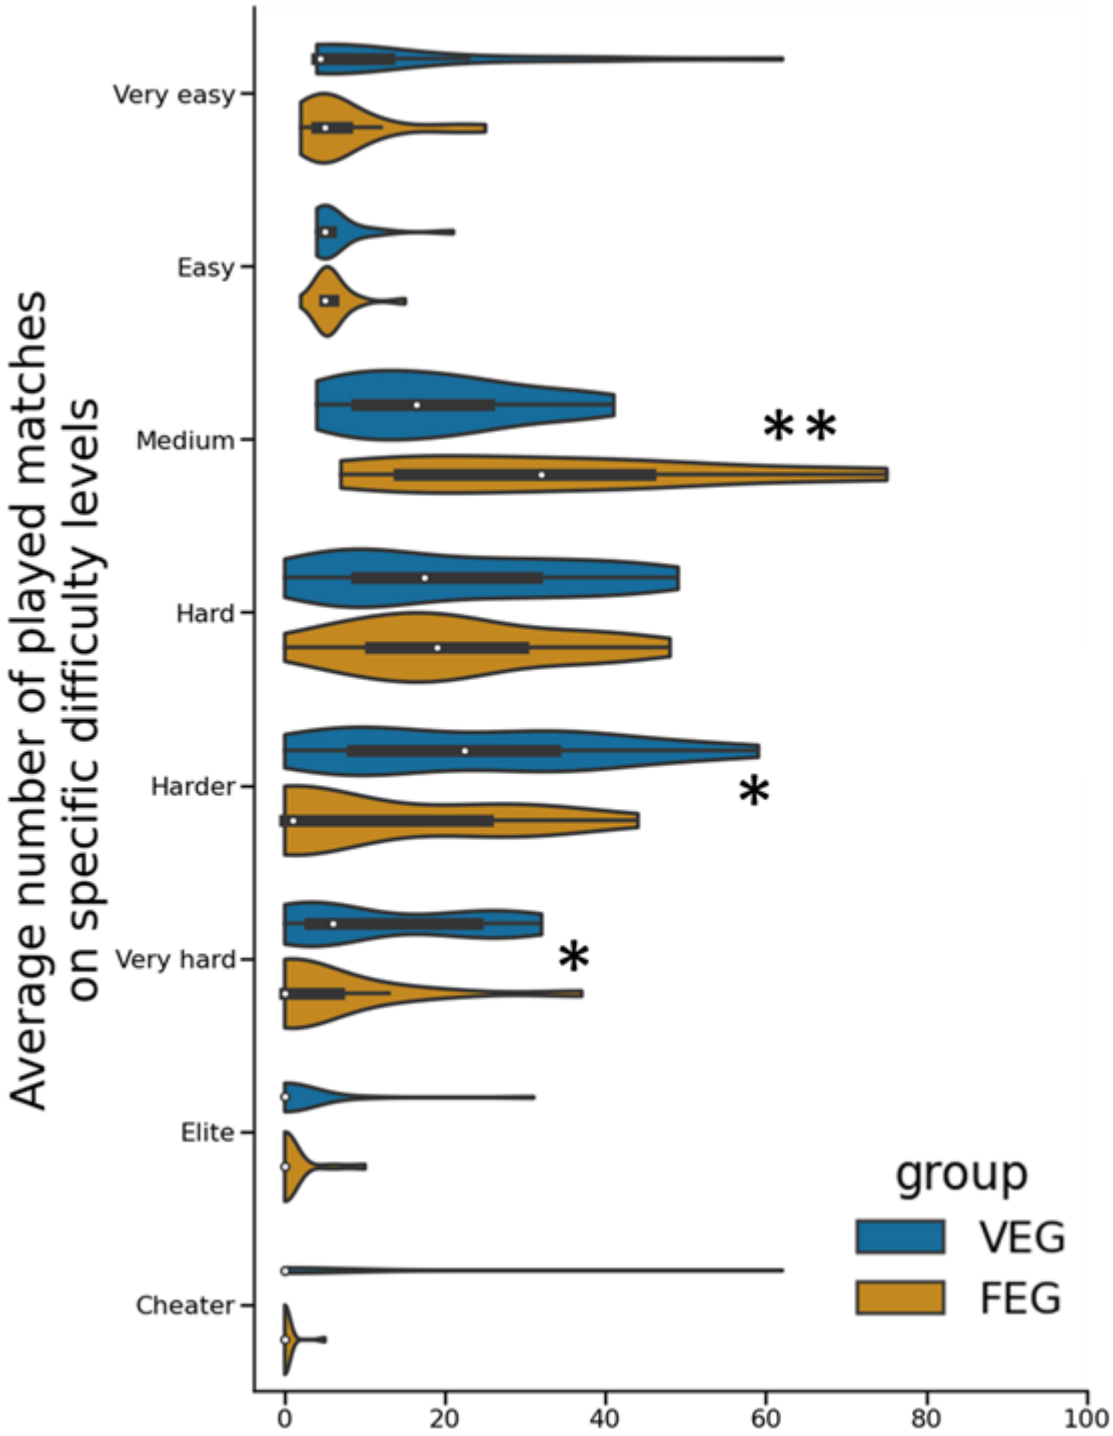 Average number of played matches
on specific difficulty levels
Very easy
Easy
Medium
**
Hard
Harder
*
Very hard
*
Elite
Cheater
group
VEG
FEG
0 20 40 60 80 100